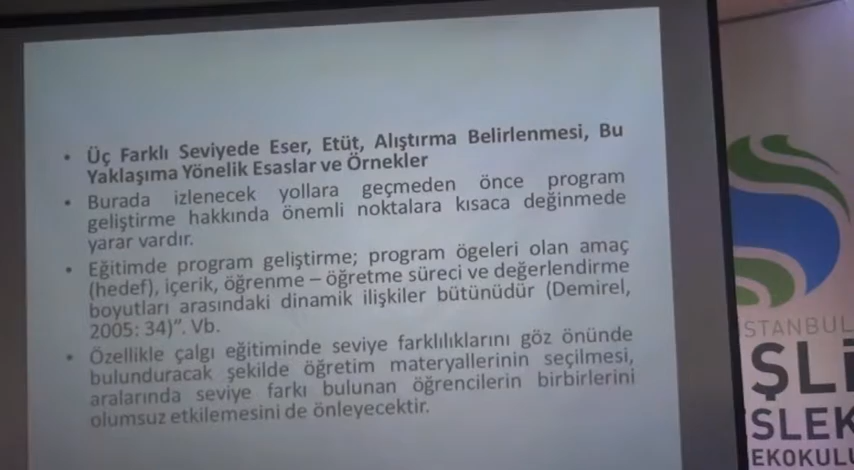 • Üç Farklı Seviyede Eser, Etüt, Alıştırma Belirlenmesi, Bu
Yaklaşıma Yönelik Esaslar ve Örnekler
• Burada izlenecek yollara geçmeden önce program
geliştirme hakkında önemli noktalara kısaca değinmede
yarar vardır.
• Eğitimde program geliştirme; program ögeleri olan amaç
(hedef), içerik, öğrenme – öğretme süreci ve değerlendirme
boyutları arasındaki dinamik ilişkiler bütünüdür (Demirel,
2005: 34)”. Vb.
• Özellikle çalgı eğitiminde seviye farklılıklarını göz önünde
bulunduracak şekilde öğretim materyallerinin seçilmesi,
aralarında seviye farkı bulunan öğrencilerin birbirlerini
olumsuz etkilemesini de önleyecektir.
STANBUL
ŞLİ
SLEK
EKOKULU